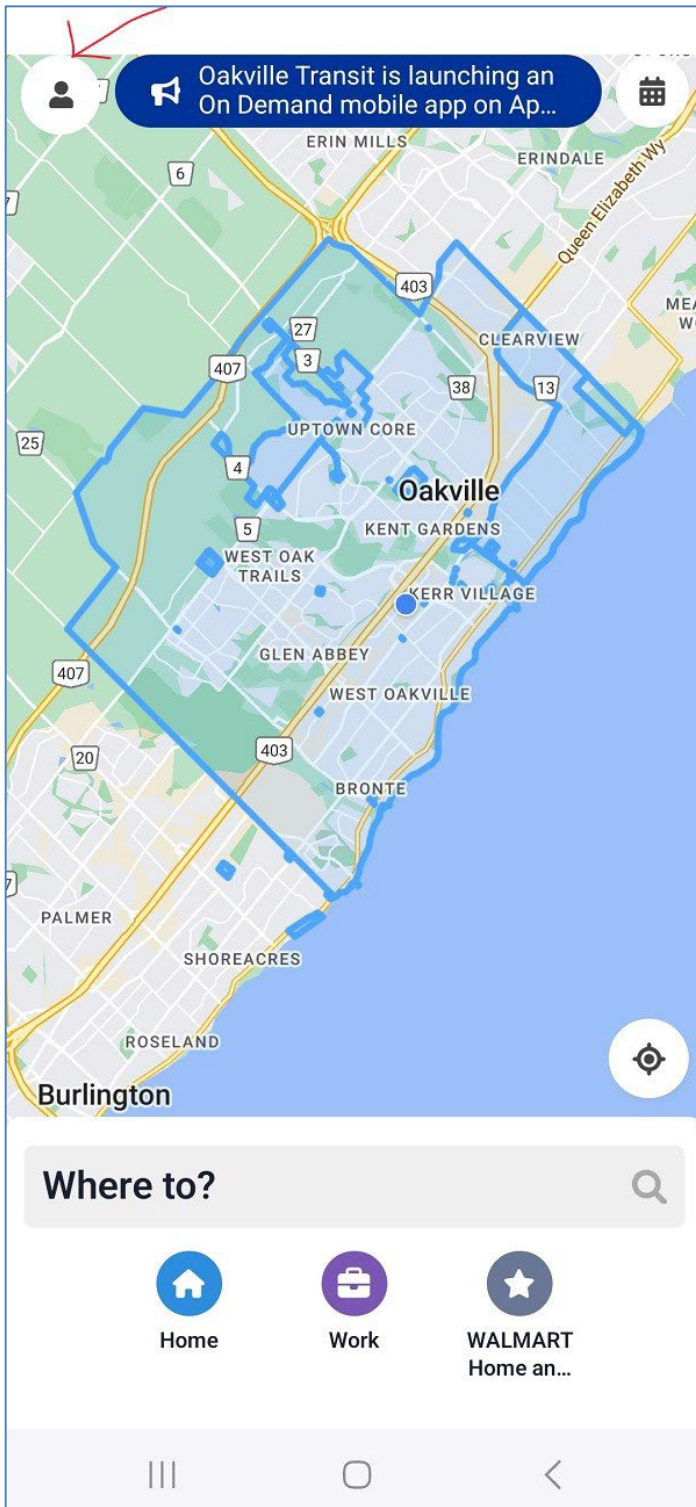 Oakville Transit is launching an
On Demand mobile app on Ap...
ERIN MILLS
ERINDALE
6
Queen Elizabeth Wy
403
27
CLEARVIEW
3
407
38
13
UPTOWN CORE
25
4
Oakville
5
KENT GARDENS
WEST OAK
TRAILS
KERR VILLAGE
GLEN ABBEY
407
WEST OAKVILLE
403
20
BRONTE
PALMER
SHOREACRES
ROSELAND
Burlington
Where to?
Home
Work
WALMART
Home an...